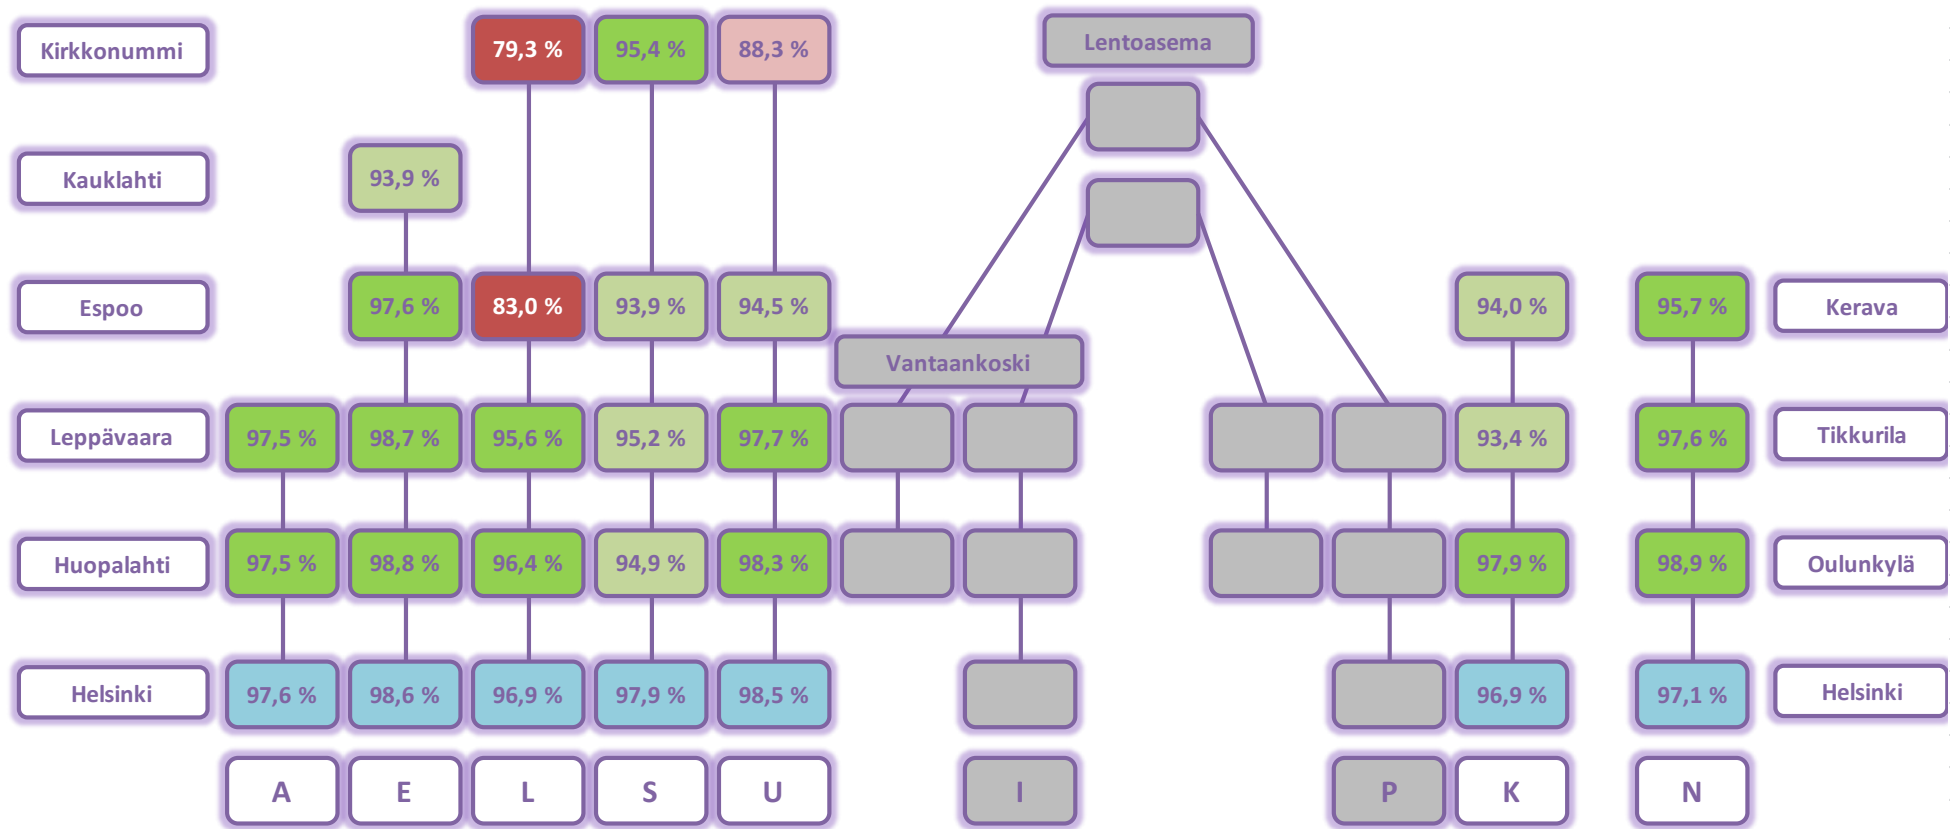 Kirkkonummi 79,3 % 95,4 % 88,3 % Lentoasema
Kauklahti 93,9 %
Espoo 97,6 % 83,0 % 93,9 % 94,5 % 94,0 % 95,7 % Kerava
Vantaankoski
Leppävaara 97,5 % 98,7 % 95,6 % 95,2 % 97,7 % 93,4 % 97,6 % Tikkurila
Huopalahti 97,5 % 98,8 % 96,4 % 94,9 % 98,3 % 97,9 % 98,9 % Oulunkylä
Helsinki 97,6 % 98,6 % 96,9 % 97,9 % 98,5 % 96,9 % 97,1 % Helsinki
A E L S U I P K N